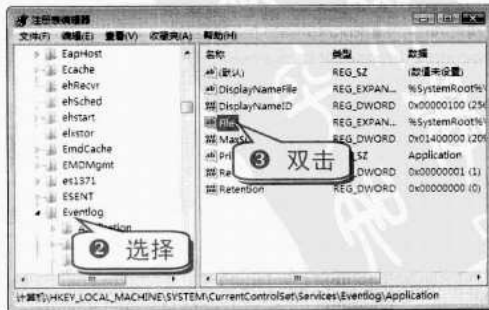 注册表编辑器
文件(F) 编辑(E) 查看(V) 收藏夹(A) 帮助(H)
EapHost
Ecache
ehRecvr
ehSched
ehstart
elxstor
EmdCache
EMDMgmt
es1371
ESENT
Eventlog
❷ 选择
名称 类型 数据
(默认) REG_SZ (数值未设置)
DisplayNameFile REG_EXPAN... %SystemRoot%\
DisplayNameID REG_DWORD 0x00000100 (256
File REG_EXPAN... %SystemRoot%\
REG_DWORD 0x01400000 (209
❸ 双击
Application
REG_DWORD 0x00000001 (1)
Retention REG_DWORD 0x00000000 (0)
计算机\HKEY_LOCAL_MACHINE\SYSTEM\CurrentControlSet\Services\Eventlog\Application